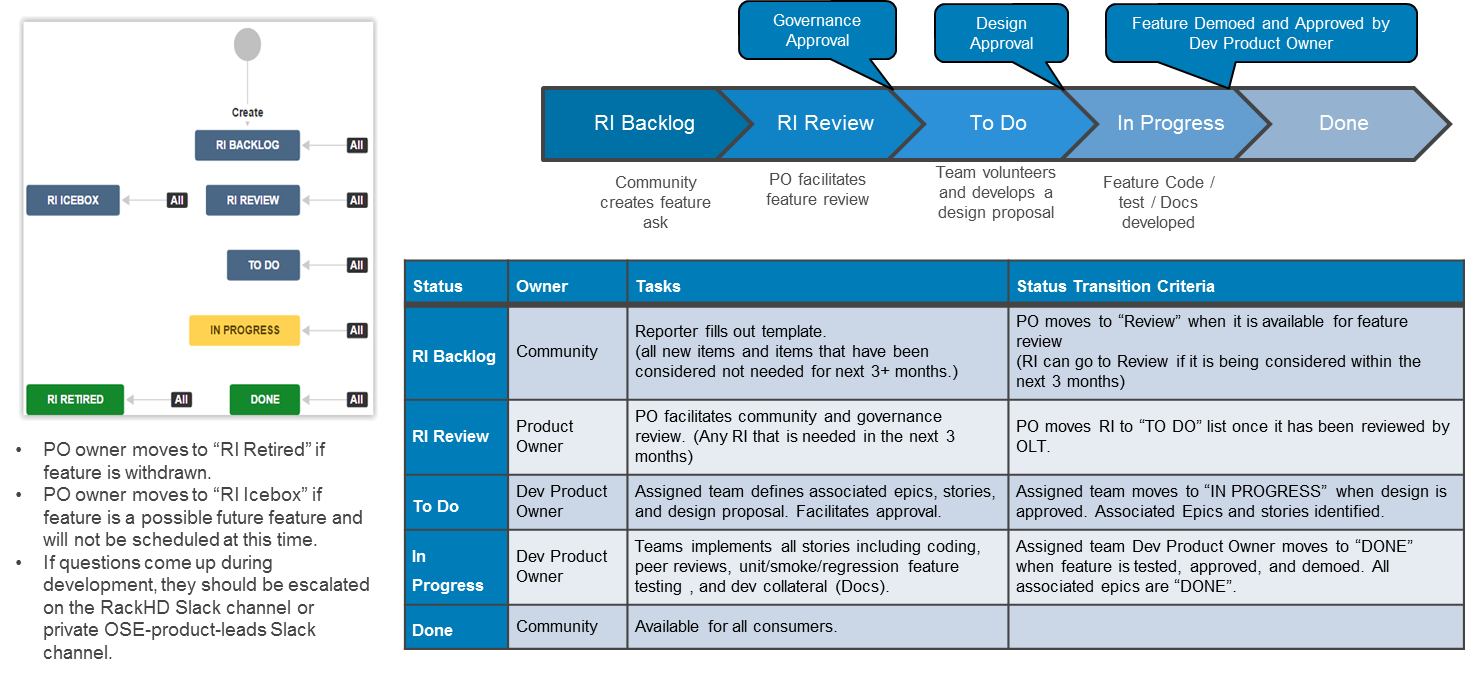 Create
RI BACKLOG
All
RI ICEBOX
All
RI REVIEW
All
TO DO
All
IN PROGRESS
All
RI RETIRED
All
DONE
All
• PO owner moves to “RI Retired” if
feature is withdrawn.
• PO owner moves to “RI Icebox” if
feature is a possible future feature and
will not be scheduled at this time.
• If questions come up during
development, they should be escalated
on the RackHD Slack channel or
private OSE-product-leads Slack
channel.
Governance
Approval
Design
Approval
Feature Demoed and Approved by
Dev Product Owner
RI Backlog
RI Review
To Do
In Progress
Done
Community
creates feature
ask
PO facilitates
feature review
Team volunteers
and develops a
design proposal
Feature Code /
test / Docs
developed
Status
Owner
Tasks
Status Transition Criteria
RI Backlog
Community
Reporter fills out template.
(all new items and items that have been
considered not needed for next 3+ months.)
PO moves to “Review” when it is available for feature
review
(RI can go to Review if it is being considered within the
next 3 months)
RI Review
Product
Owner
PO facilitates community and governance
review. (Any RI that is needed in the next 3
months)
PO moves RI to “TO DO” list once it has been reviewed by
OLT.
To Do
Dev Product
Owner
Assigned team defines associated epics, stories,
and design proposal. Facilitates approval.
Assigned team moves to “IN PROGRESS” when design is
approved. Associated Epics and stories identified.
In
Progress
Dev Product
Owner
Teams implements all stories including coding,
peer reviews, unit/smoke/regression feature
testing , and dev collateral (Docs).
Assigned team Dev Product Owner moves to “DONE”
when feature is tested, approved, and demoed. All
associated epics are “DONE”.
Done
Community
Available for all consumers.